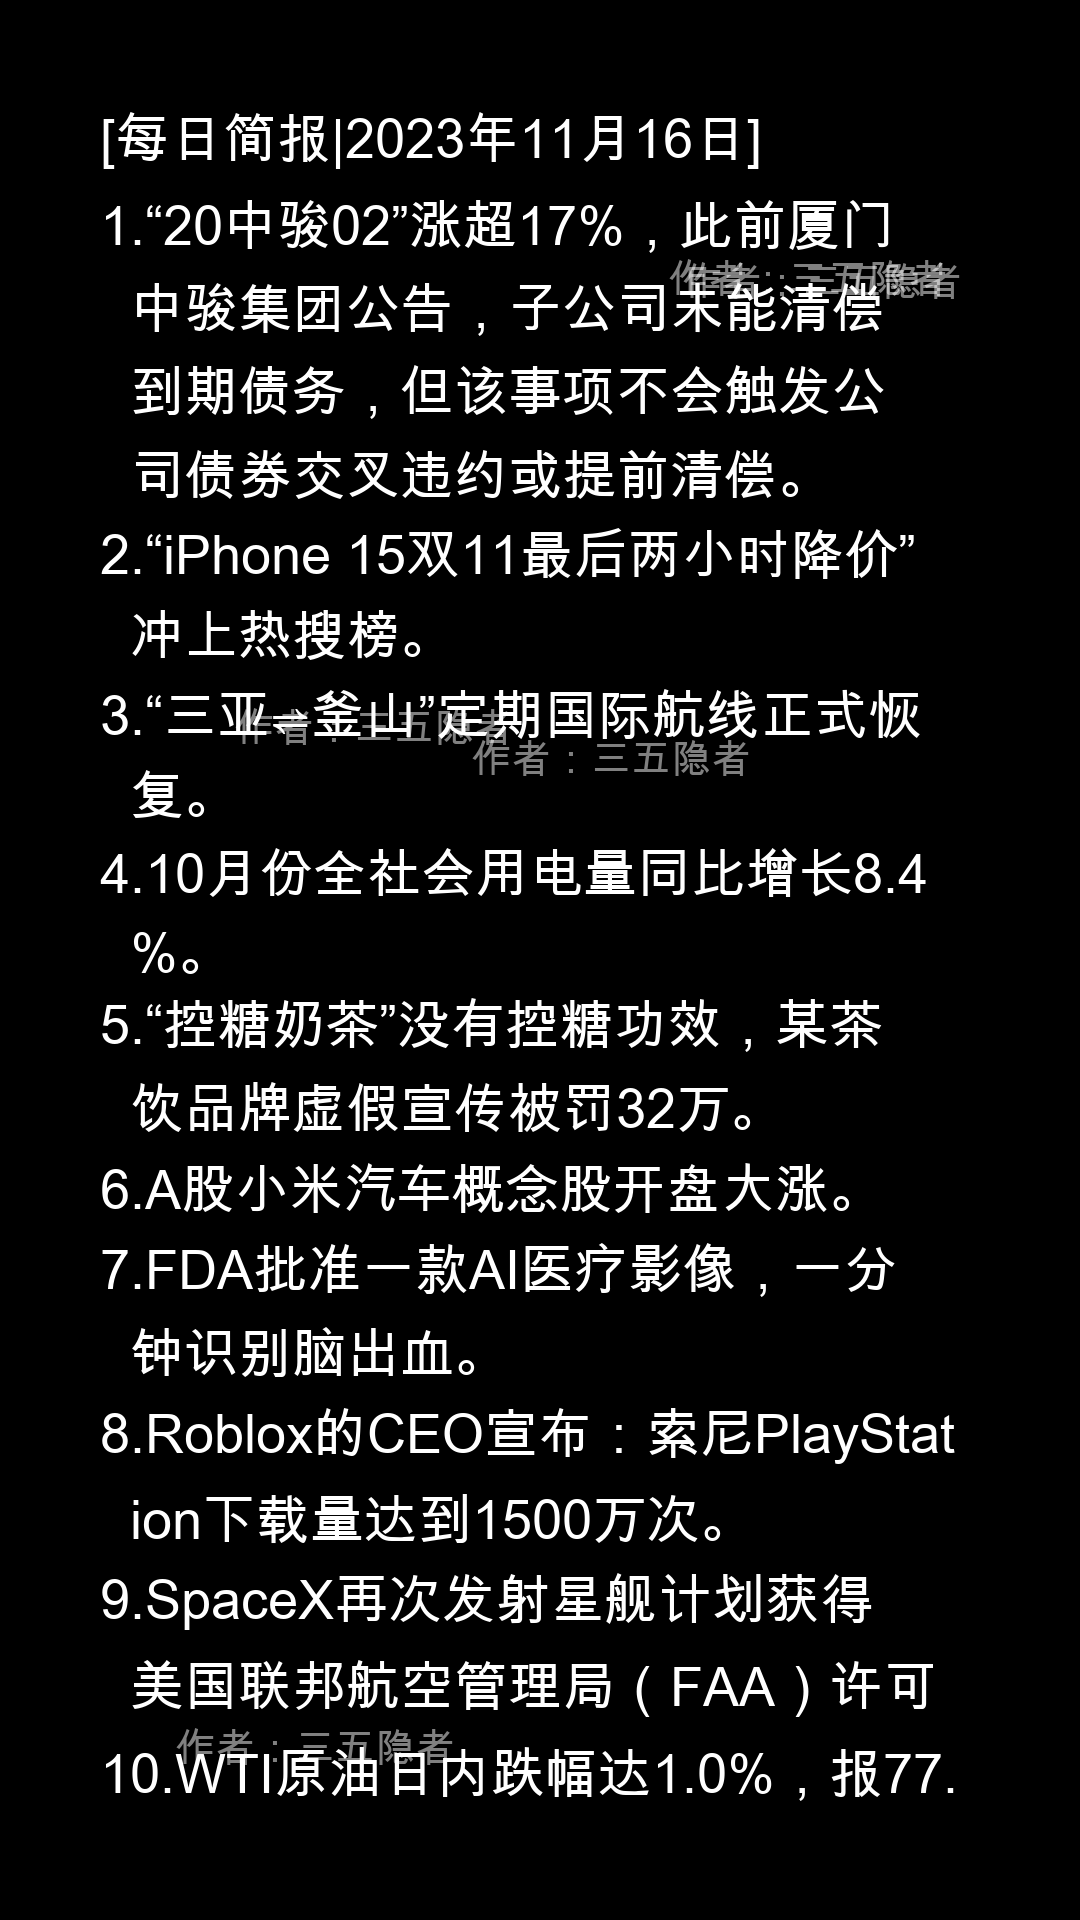 [每日简报|2023年11月16日]
1.“20中骏02”涨超17%，此前厦门
作者：三五隐者
作者：三五隐者
中骏集团公告，子公司未能清偿
到期债务，但该事项不会触发公
司债券交叉违约或提前清偿。
2.“iPhone 15双11最后两小时降价”
冲上热搜榜。
3.“三亚⇌釜山”定期国际航线正式恢
作者：三五隐者
作者：三五隐者
复。
4.10月份全社会用电量同比增长8.4
%。
5.“控糖奶茶”没有控糖功效，某茶
饮品牌虚假宣传被罚32万。
6.A股小米汽车概念股开盘大涨。
7.FDA批准一款AI医疗影像，一分
钟识别脑出血。
8.Roblox的CEO宣布：索尼PlayStat
ion下载量达到1500万次。
9.SpaceX再次发射星舰计划获得
美国联邦航空管理局（FAA）许可
作者：三五隐者
10.WTI原油日内跌幅达1.0%，报77.